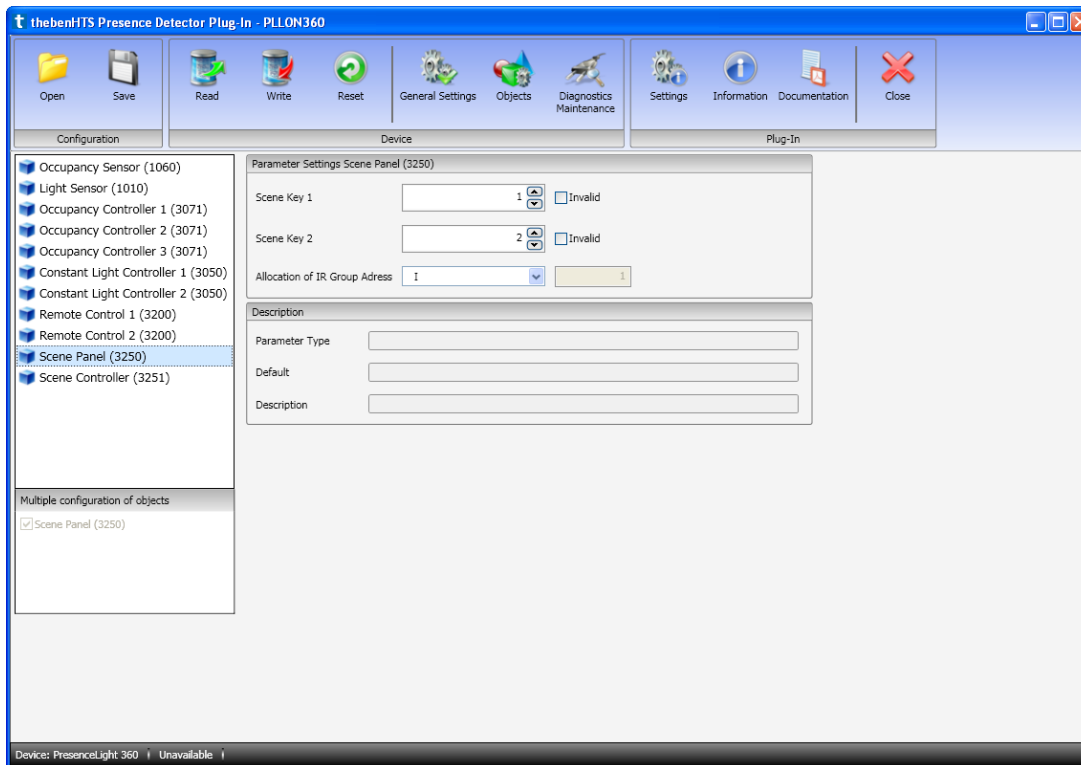 thebenHTS Presence Detector Plug-In - PLLON360
Open Save Read Write Reset General Settings Objects Diagnostics Maintenance Settings Information Documentation Close
Configuration Device Plug-In
Occupancy Sensor (1060)
Light Sensor (1010)
Occupancy Controller 1 (3071)
Occupancy Controller 2 (3071)
Occupancy Controller 3 (3071)
Constant Light Controller 1 (3050)
Constant Light Controller 2 (3050)
Remote Control 1 (3200)
Remote Control 2 (3200)
Scene Panel (3250)
Scene Controller (3251)
Multiple configuration of objects
Scene Panel (3250)
Parameter Settings Scene Panel (3250)
Scene Key 1 1 Invalid
Scene Key 2 2 Invalid
Allocation of IR Group Adress I 1
Description
Parameter Type
Default
Description
Device: PresenceLight 360 Unavailable